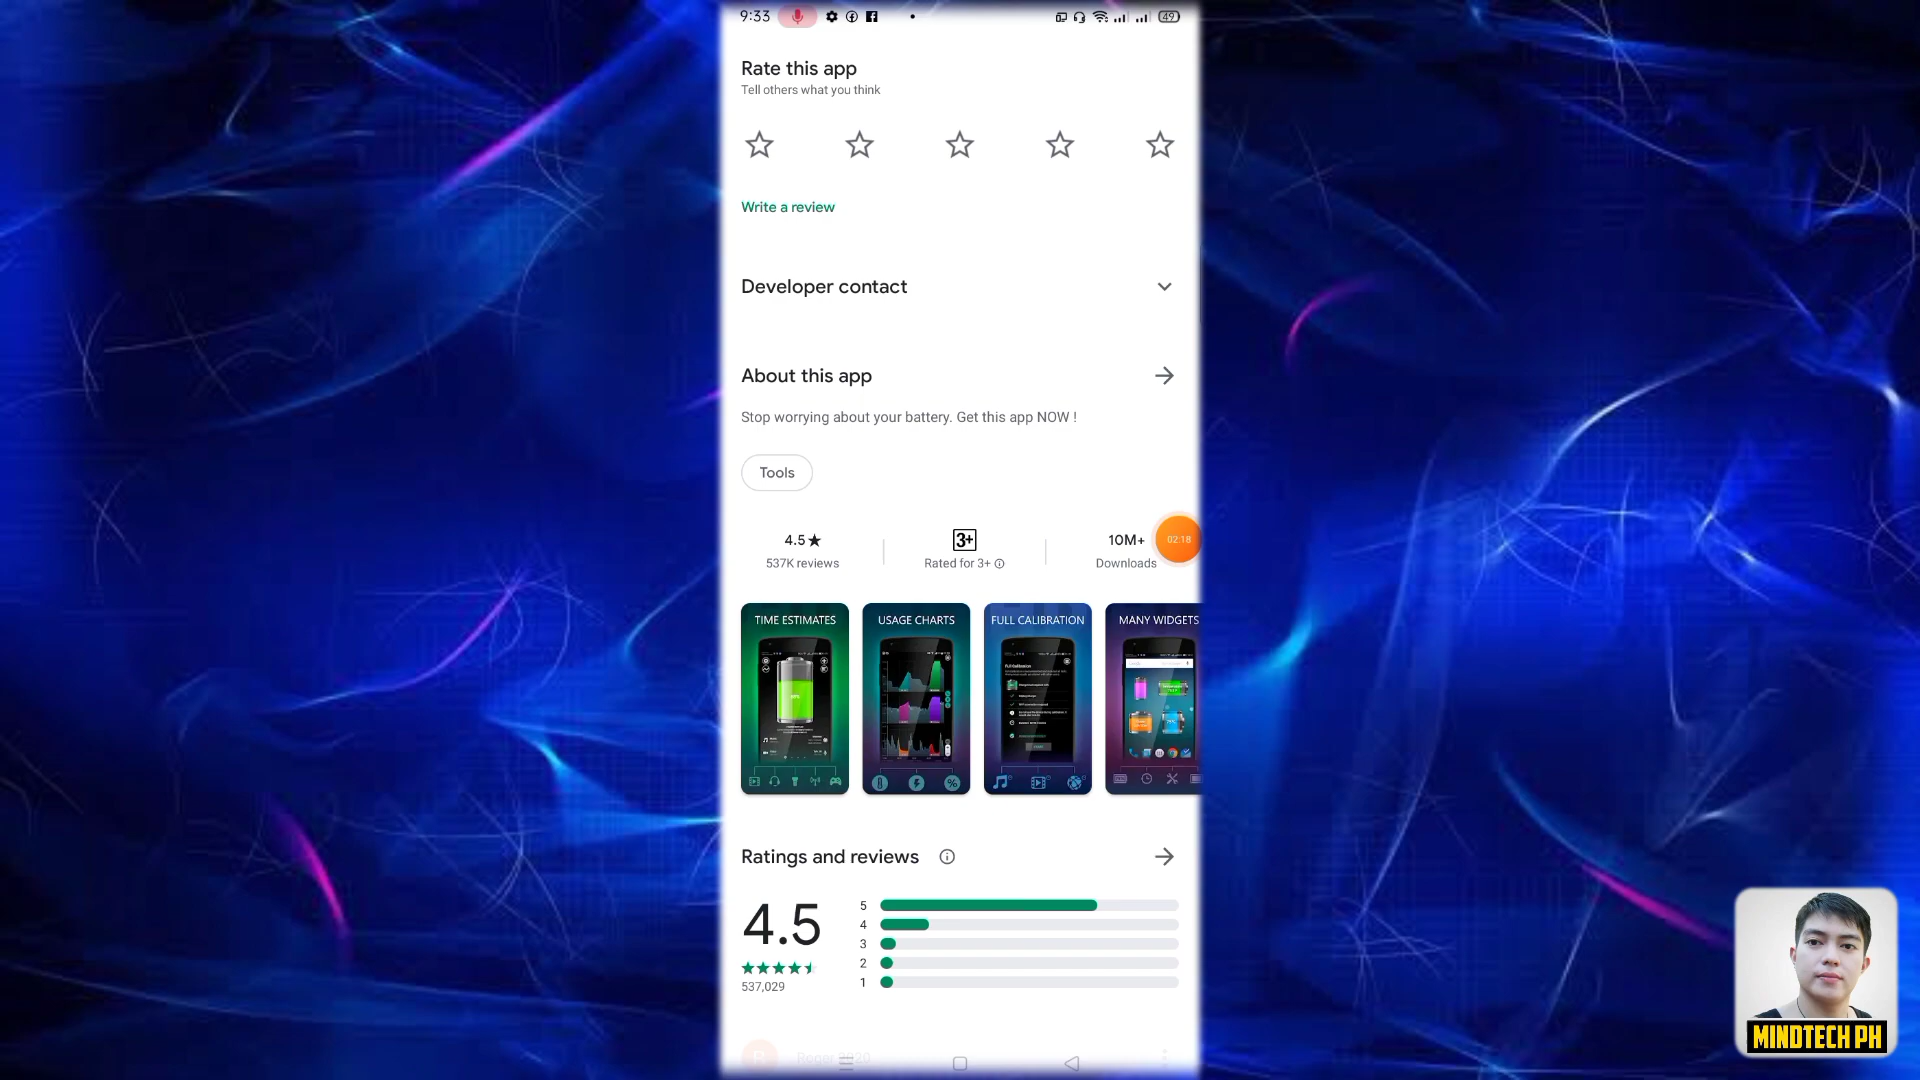 9:33
49
Rate this app
Tell others what you think
Write a review
Developer contact
About this app
Stop worrying about your battery. Get this app NOW !
Tools
4.5★
3+
10M+
02:18
537K reviews
Rated for 3+
Downloads
TIME ESTIMATES
USAGE CHARTS
FULL CALIBRATION
MANY WIDGETS
Ratings and reviews
4.5
5
4
3
2
1
537,029
MINDTECH PH